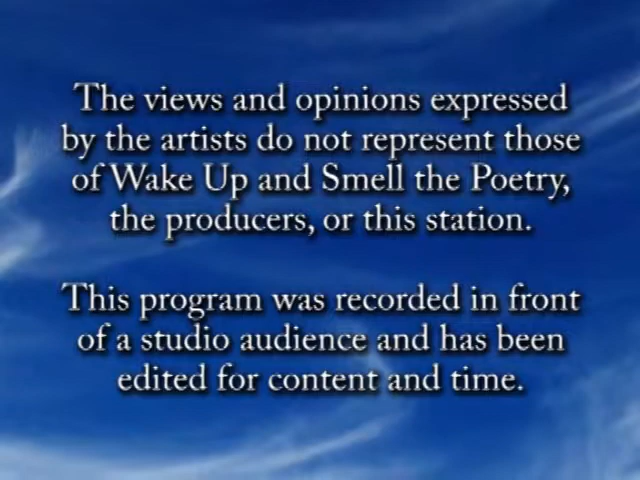 The views and opinions expressed
by the artists do not represent those
of Wake Up and Smell the Poetry,
the producers, or this station.
This program was recorded in front
of a studio audience and has been
edited for content and time.